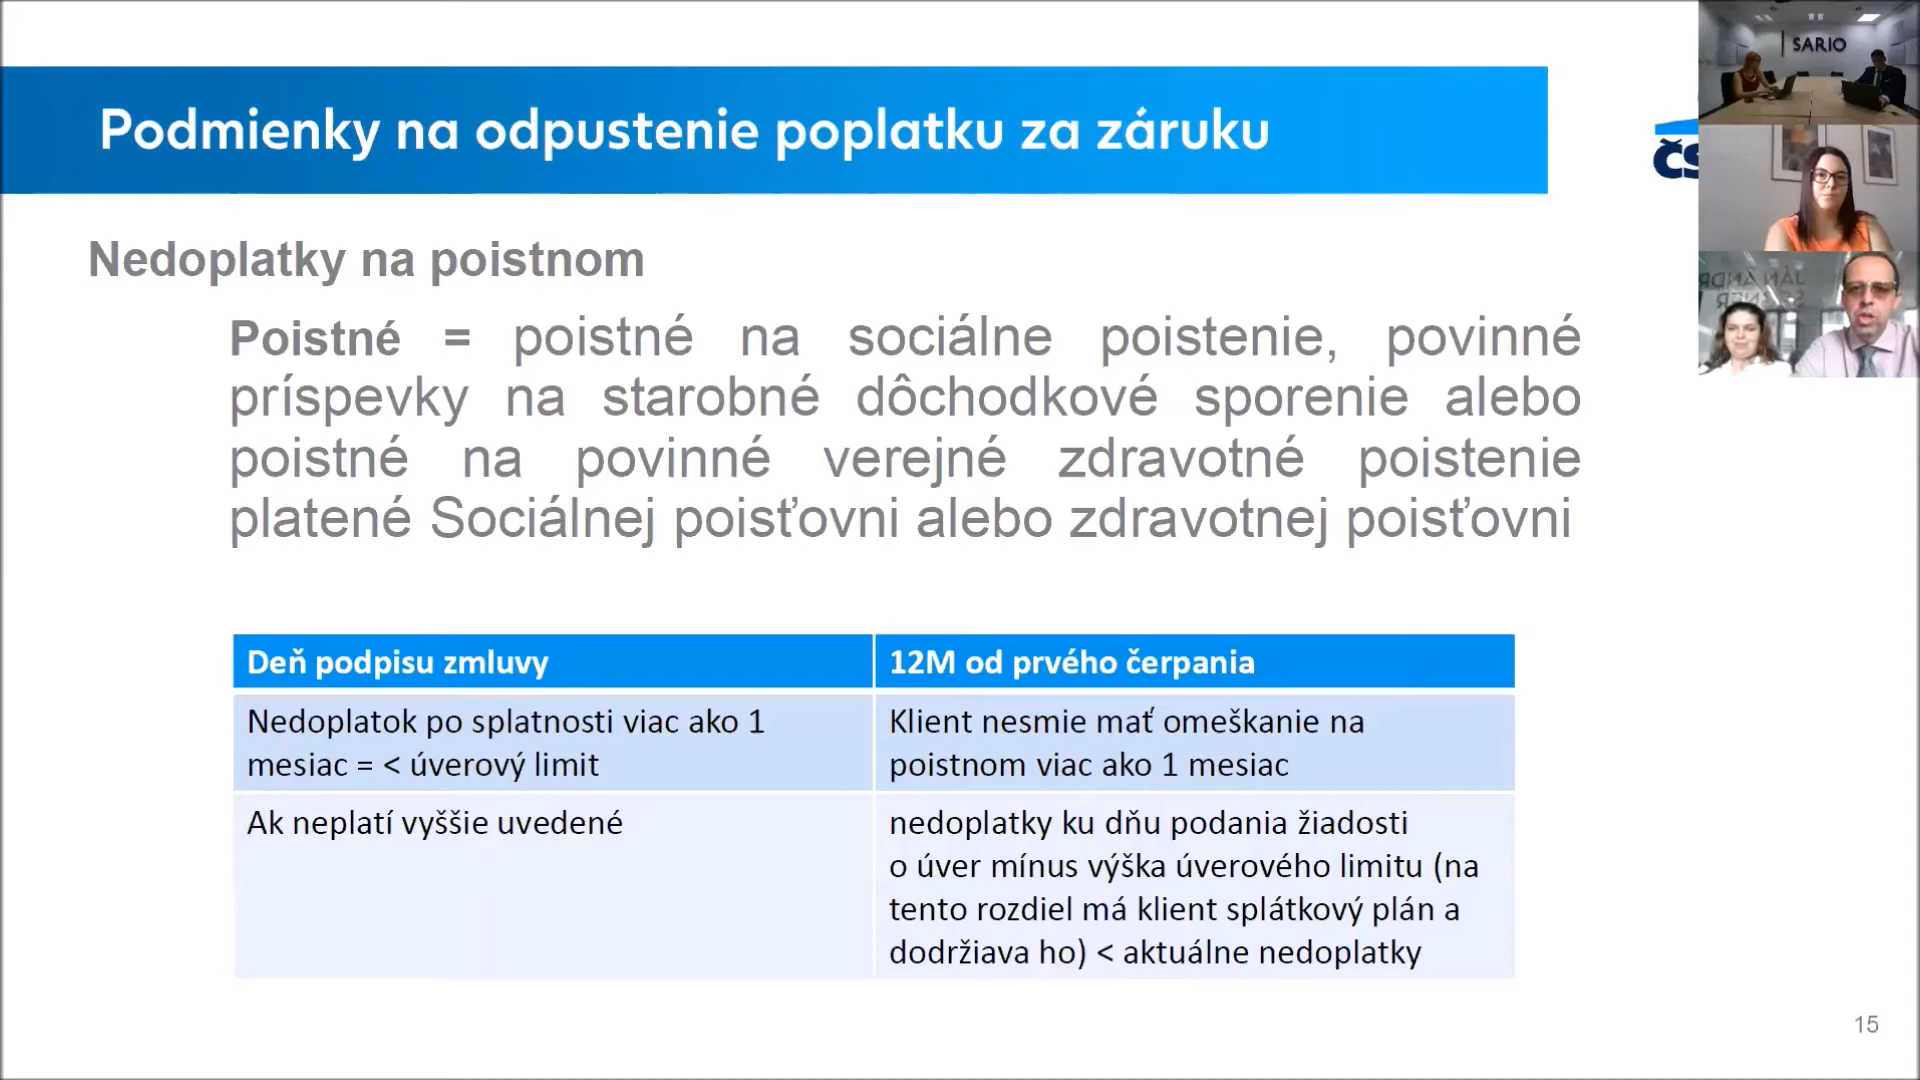 Podmienky na odpustenie poplatku za záruku
ČS
SARIO
Nedoplatky na poistnom
Poistné = poistné na sociálne poistenie, povinné
príspevky na starobné dôchodkové sporenie alebo
poistné na povinné verejné zdravotné poistenie
platené Sociálnej poisťovni alebo zdravotnej poisťovni
Deň podpisu zmluvy
12M od prvého čerpania
Nedoplatok po splatnosti viac ako 1
mesiac = < úverový limit
Klient nesmie mať omeškanie na
poistnom viac ako 1 mesiac
Ak neplatí vyššie uvedené
nedoplatky ku dňu podania žiadosti
o úver mínus výška úverového limitu (na
tento rozdiel má klient splátkový plán a
dodržiava ho) < aktuálne nedoplatky
15